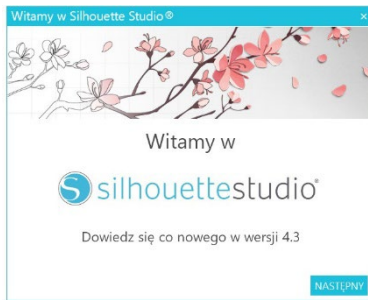 Witamy w Silhouette Studio®
Witamy w
silhouettestudio®
Dowiedz się co nowego w wersji 4.3
NASTĘPNY